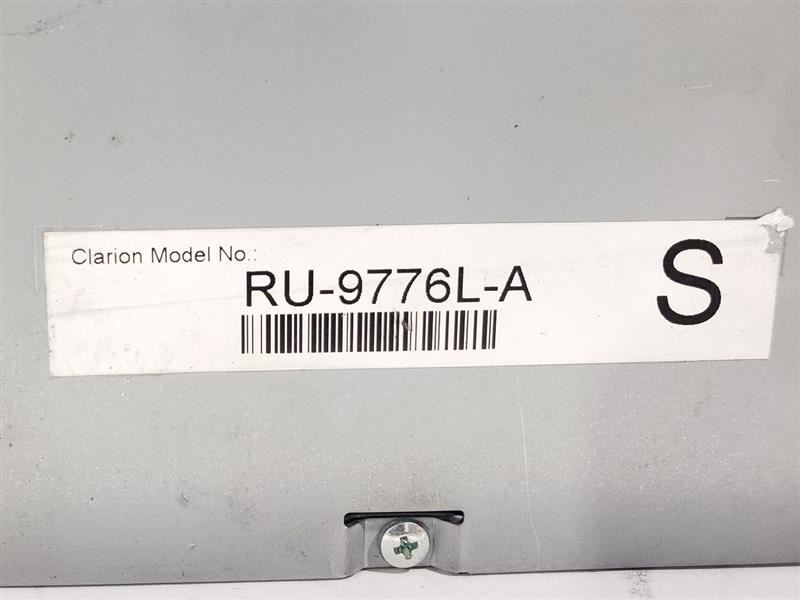 Clarion Model No.:
RU-9776L-A
S